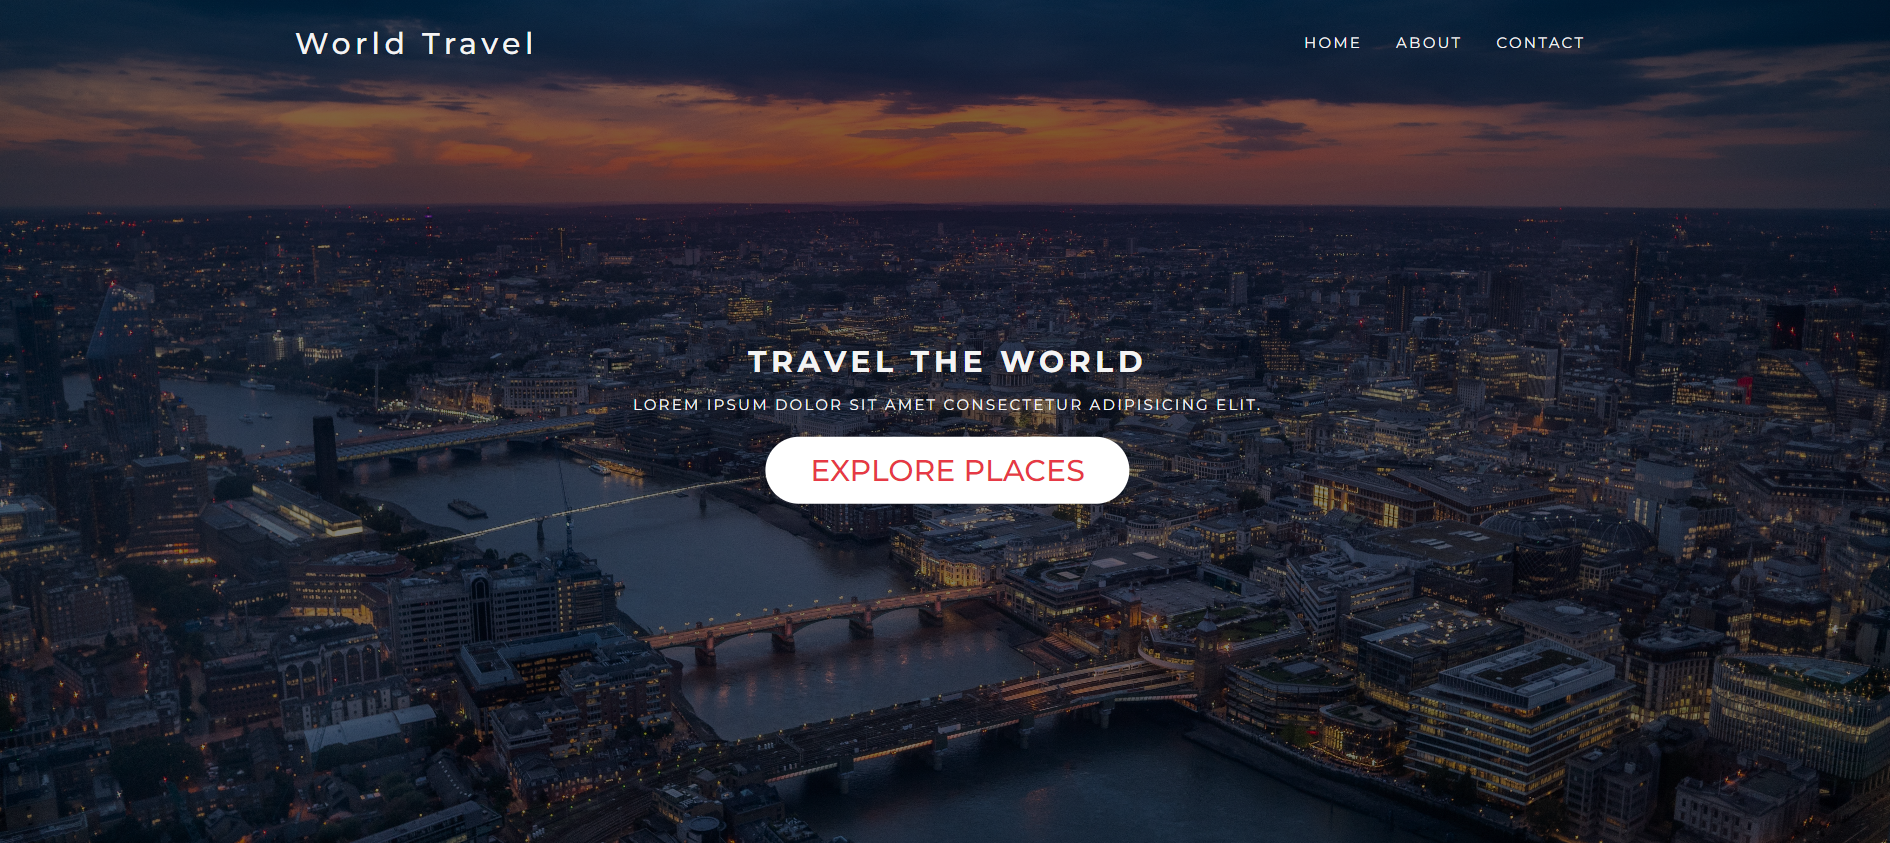 World Travel
HOME ABOUT CONTACT
TRAVEL THE WORLD
LOREM IPSUM DOLOR SIT AMET CONSECTETUR ADIPISICING ELIT.
EXPLORE PLACES